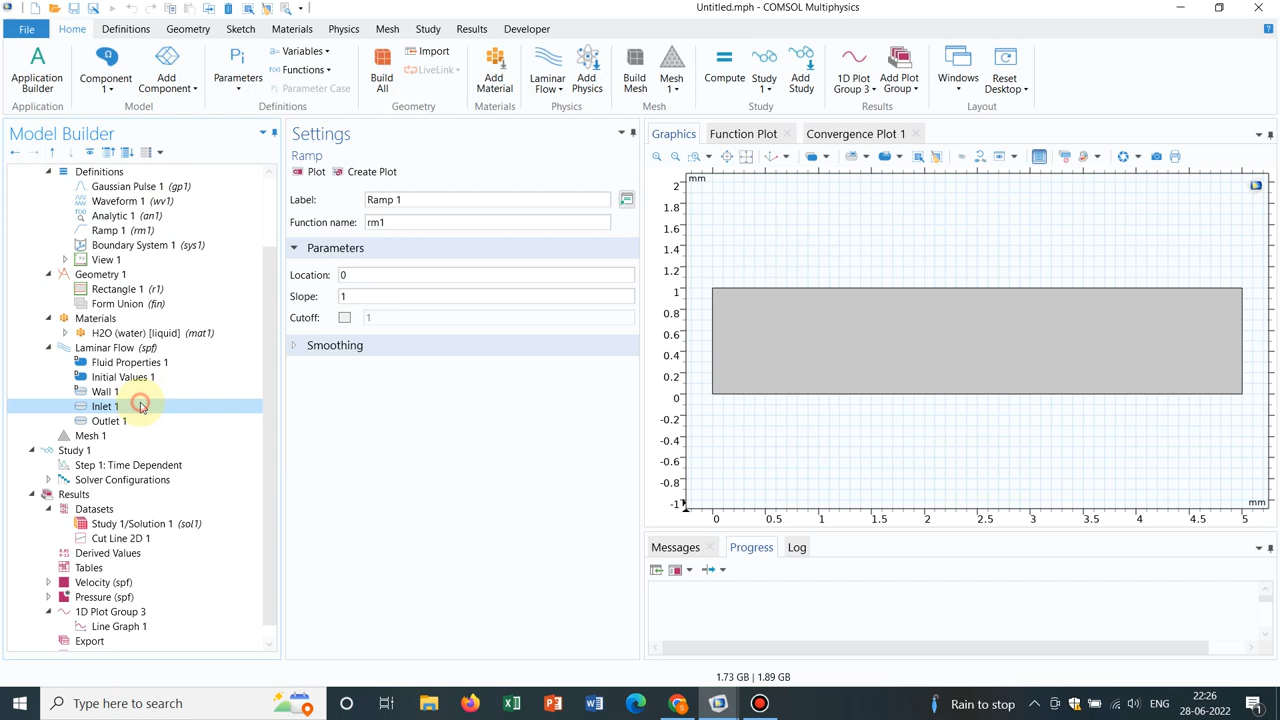 Untitled.mph - COMSOL Multiphysics
File Home Definitions Geometry Sketch Materials Physics Mesh Study Results Developer
Application Builder
Component 1
Add Component
Parameters
Variables
Functions
Parameter Case
Build All
Import
LiveLink
Add Material
Laminar Flow
Add Physics
Build Mesh
Mesh 1
Compute
Study 1
Add Study
1D Plot Group 3
Add Plot Group
Windows
Reset Desktop
Application Model Definitions Geometry Materials Physics Mesh Study Results Layout
Model Builder
Definitions
Gaussian Pulse 1 (gp1)
Waveform 1 (wv1)
Analytic 1 (an1)
Ramp 1 (rm1)
Boundary System 1 (sys1)
View 1
Geometry 1
Rectangle 1 (r1)
Form Union (fin)
Materials
H2O (water) [liquid] (mat1)
Laminar Flow (spf)
Fluid Properties 1
Initial Values 1
Wall 1
Inlet 1
Outlet 1
Mesh 1
Study 1
Step 1: Time Dependent
Solver Configurations
Results
Datasets
Study 1/Solution 1 (sol1)
Cut Line 2D 1
Derived Values
Tables
Velocity (spf)
Pressure (spf)
1D Plot Group 3
Line Graph 1
Export
Settings
Ramp
Plot Create Plot
Label: Ramp 1
Function name: rm1
Parameters
Location: 0
Slope: 1
Cutoff: 1
Smoothing
Graphics Function Plot Convergence Plot 1
mm
2
1.8
1.6
1.4
1.2
1
0.8
0.6
0.4
0.2
0
-0.2
-0.4
-0.6
-0.8
-1
mm
0 0.5 1 1.5 2 2.5 3 3.5 4 4.5 5
Messages Progress Log
1.73 GB | 1.89 GB
Type here to search
Rain to stop
ENG
22:26
28-06-2022
1